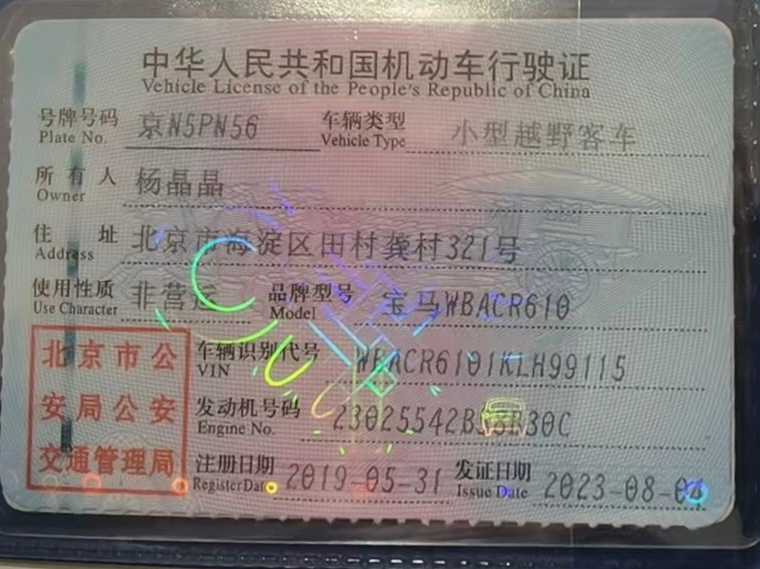 中华人民共和国机动车行驶证
Vehicle License of the People's Republic of China
号牌号码 京N5PN56 车辆类型 小型越野客车
Plate No. Vehicle Type
所有人 杨晶晶
Owner
住址 北京市海淀区田村龚村321号
Address
使用性质 非营运 品牌型号 宝马WBACR610
Use Character Model
北京市公
安局公安
交通管理局
车辆识别代号 WBACR6101KLH99115
VIN
发动机号码
Engine No.
注册日期 2019-05-31 发证日期
Register Date Issue Date